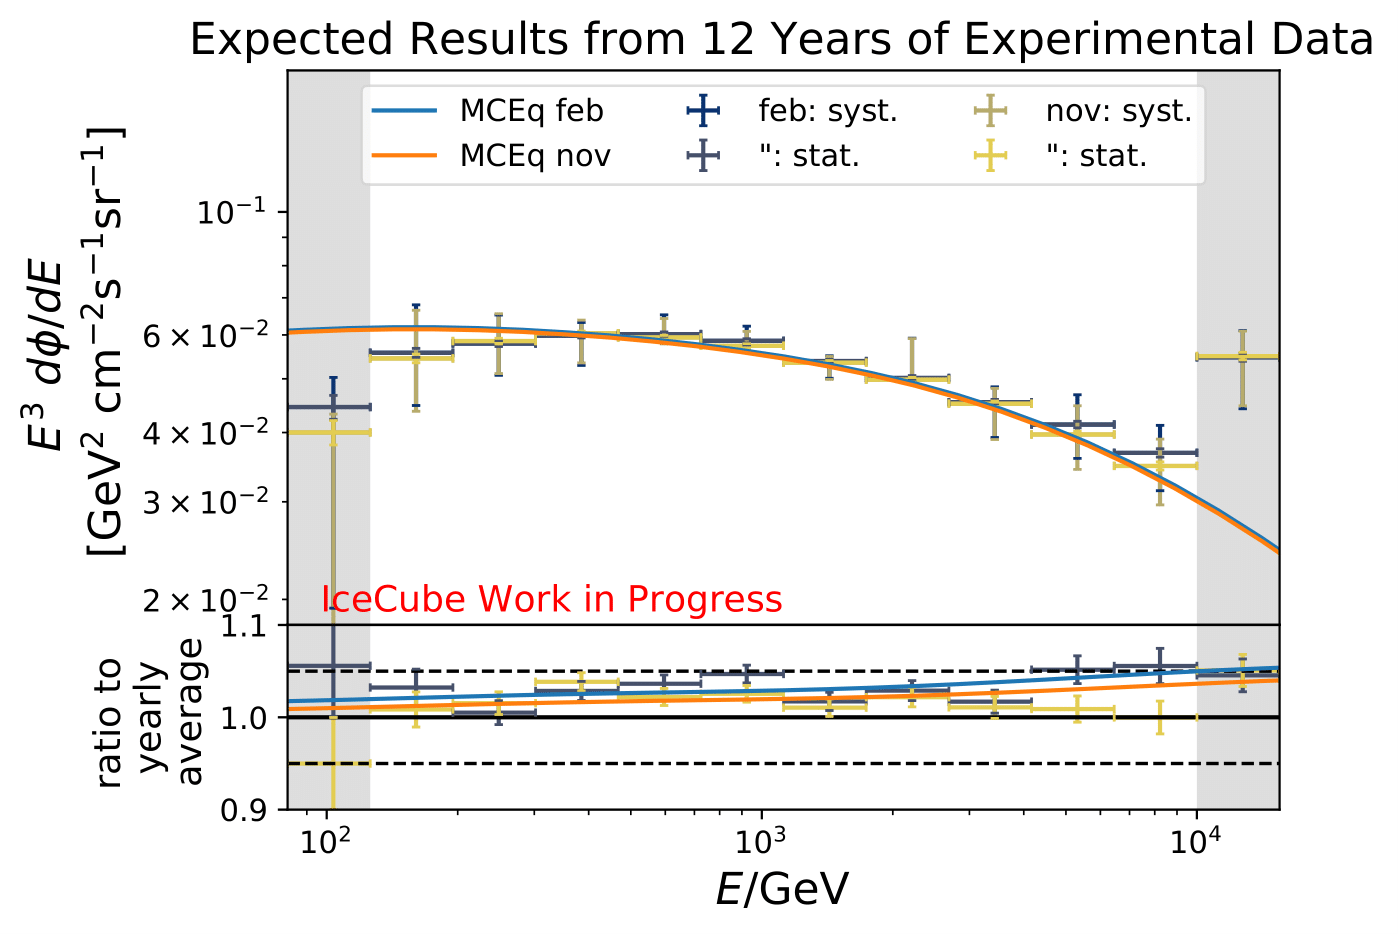 Expected Results from 12 Years of Experimental Data
MCEq feb
MCEq nov
feb: syst.
": stat.
nov: syst.
": stat.
E³ dϕ/dE
[GeV² cm⁻²s⁻¹sr⁻¹]
10⁻¹
6 × 10⁻²
4 × 10⁻²
3 × 10⁻²
2 × 10⁻²
IceCube Work in Progress
ratio to
yearly
average
1.1
1.0
0.9
10² 10³ 10⁴
E/GeV